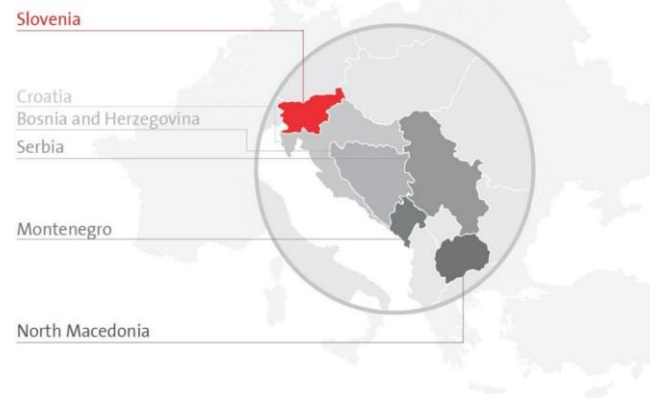 Slovenia
Croatia
Bosnia and Herzegovina
Serbia
Montenegro
North Macedonia